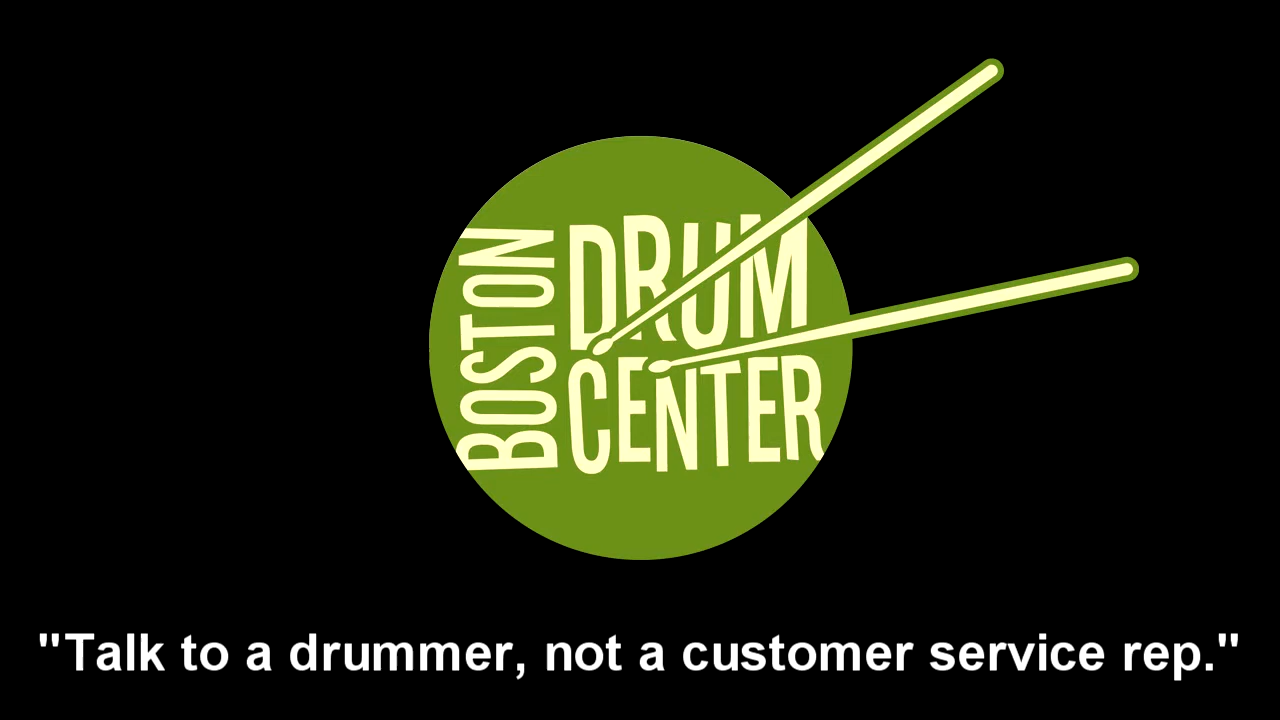 BOSTON
DRUM
CENTER
"Talk to a drummer, not a customer service rep."